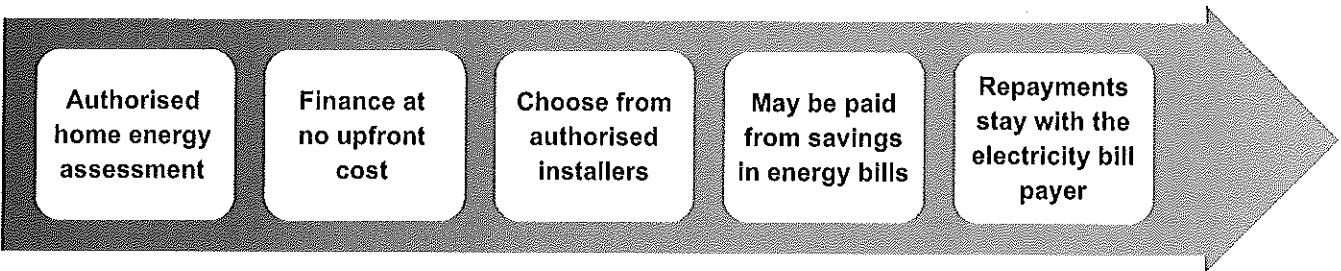 Authorised
home energy
assessment
Finance at
no upfront
cost
Choose from
authorised
installers
May be paid
from savings
in energy bills
Repayments
stay with the
electricity bill
payer